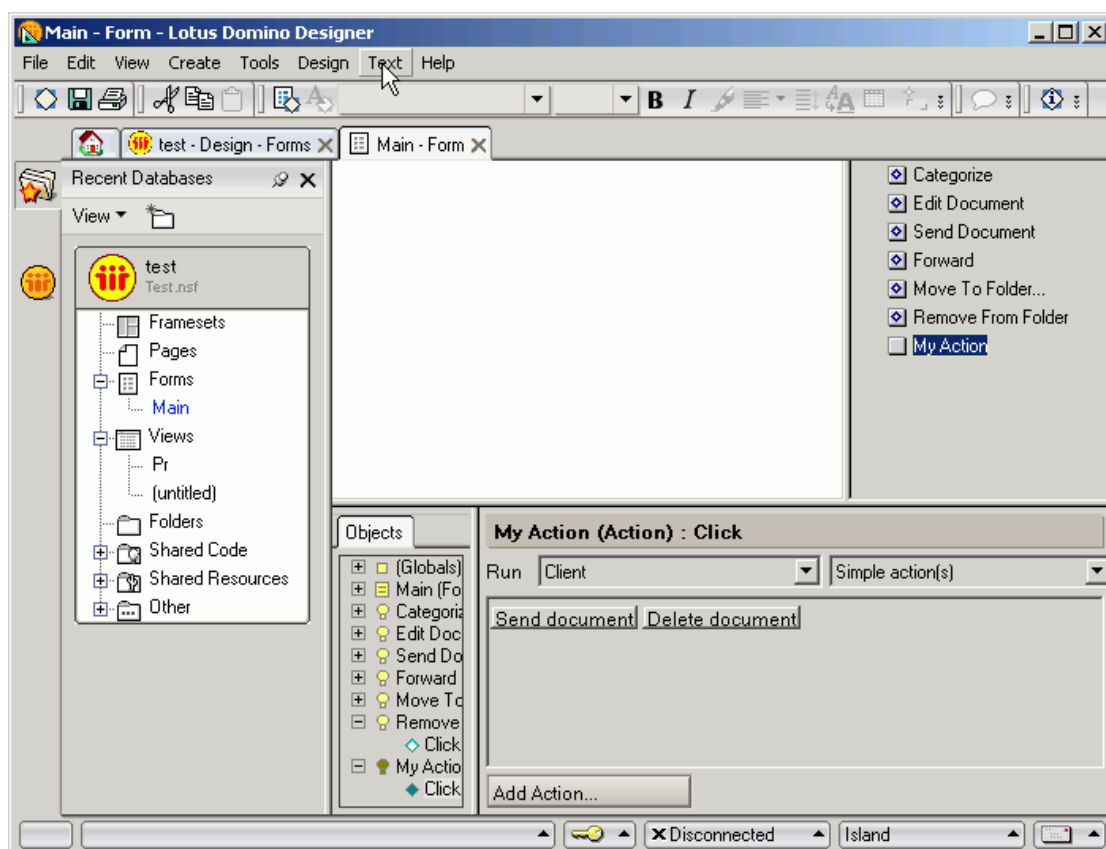 Main - Form - Lotus Domino Designer
File Edit View Create Tools Design Text Help
B I A
test - Design - Forms Main - Form
Recent Databases
View
test
Test.nsf
Framesets
Pages
Forms
Main
Views
Pr
(untitled)
Folders
Shared Code
Shared Resources
Other
Categorize
Edit Document
Send Document
Forward
Move To Folder...
Remove From Folder
My Action
Objects
(Globals)
Main (Fo
Categoriz
Edit Doc
Send Do
Forward
Move To
Remove
Click
My Actio
Click
My Action (Action) : Click
Run Client Simple action(s)
Send document Delete document
Add Action...
Disconnected Island